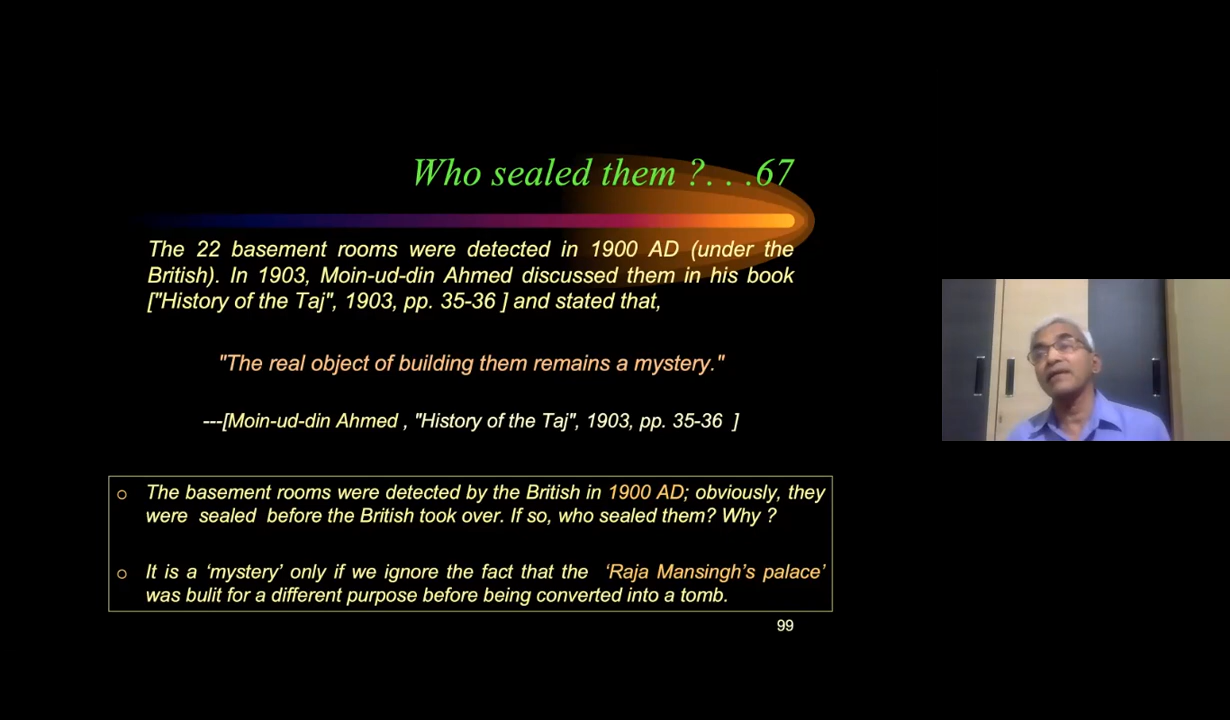 Who sealed them ?. . .67
The 22 basement rooms were detected in 1900 AD (under the
British). In 1903, Moin-ud-din Ahmed discussed them in his book
["History of the Taj", 1903, pp. 35-36 ] and stated that,
"The real object of building them remains a mystery."
---[Moin-ud-din Ahmed , "History of the Taj", 1903, pp. 35-36 ]
o The basement rooms were detected by the British in 1900 AD; obviously, they
were sealed before the British took over. If so, who sealed them? Why ?
o It is a ‘mystery’ only if we ignore the fact that the ‘Raja Mansingh’s palace’
was bulit for a different purpose before being converted into a tomb.
99